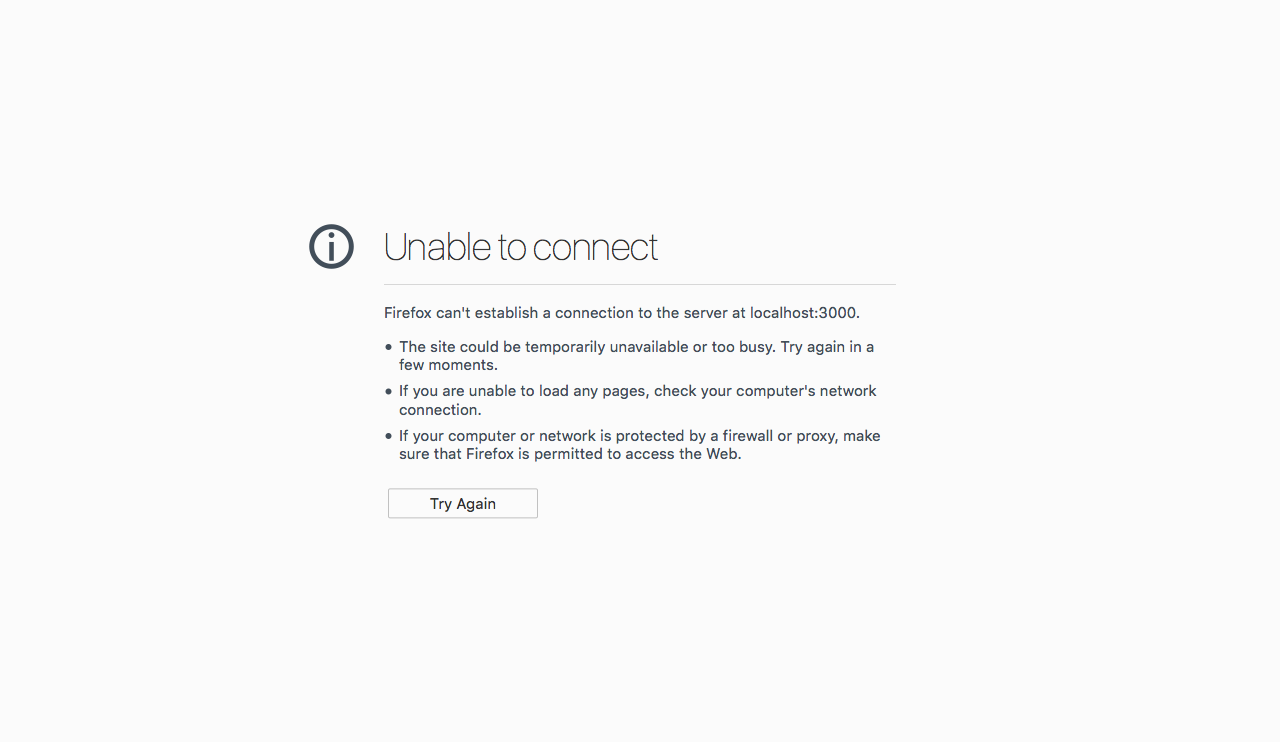 Unable to connect
Firefox can't establish a connection to the server at localhost:3000.
• The site could be temporarily unavailable or too busy. Try again in a
few moments.
• If you are unable to load any pages, check your computer's network
connection.
• If your computer or network is protected by a firewall or proxy, make
sure that Firefox is permitted to access the Web.
Try Again